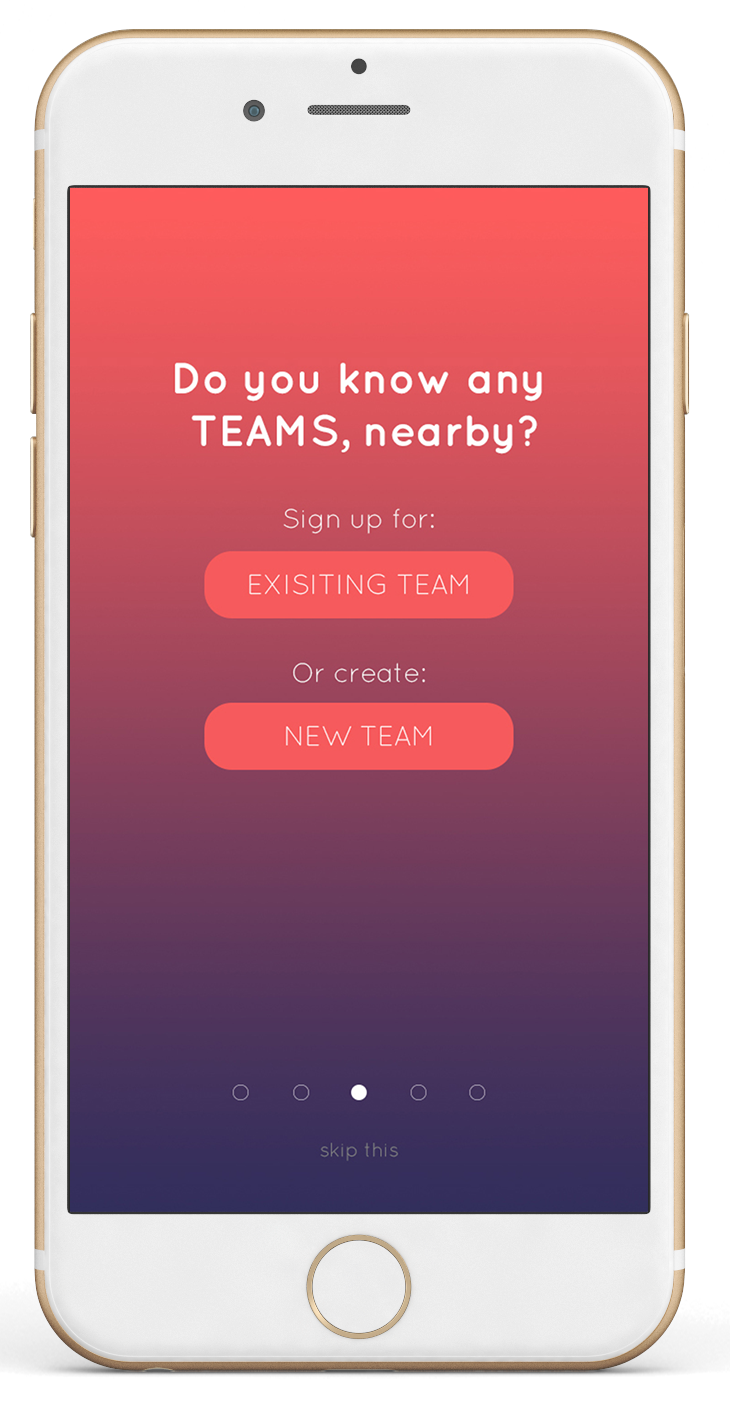 Do you know any
TEAMS, nearby?
Sign up for:
EXISITING TEAM
Or create:
NEW TEAM
skip this